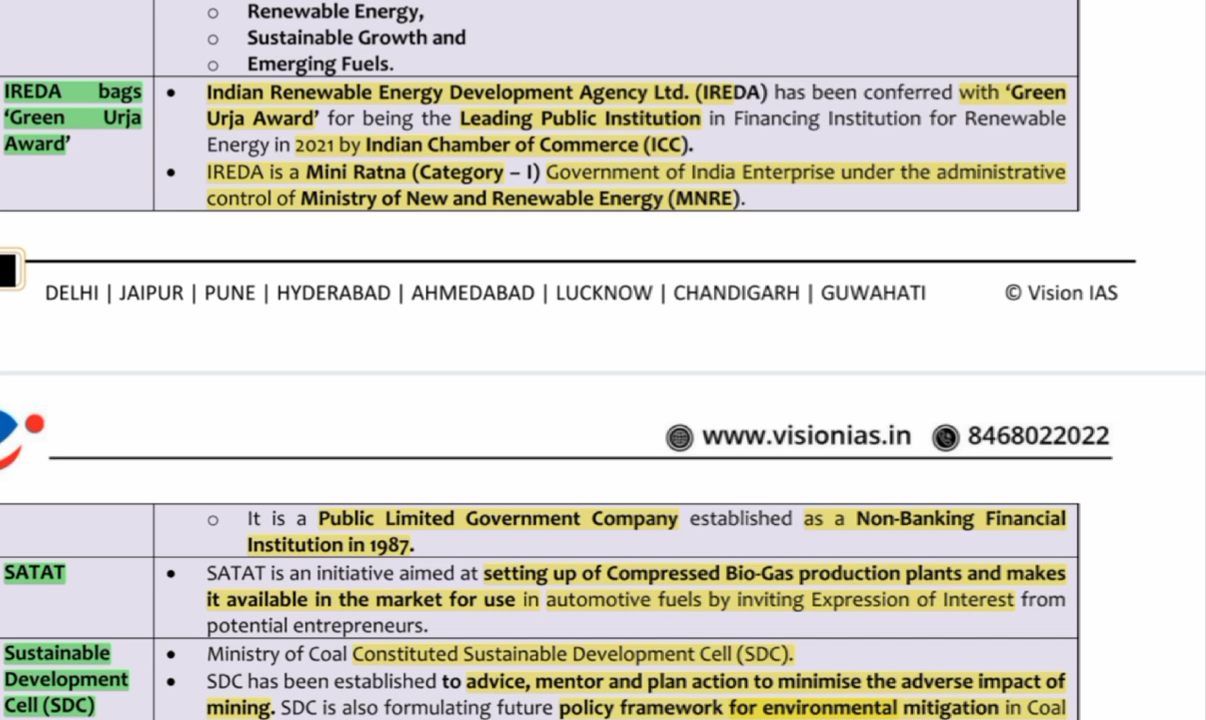 o Renewable Energy,
o Sustainable Growth and
o Emerging Fuels.
IREDA bags
‘Green Urja
Award’
• Indian Renewable Energy Development Agency Ltd. (IREDA) has been conferred with ‘Green
Urja Award’ for being the Leading Public Institution in Financing Institution for Renewable
Energy in 2021 by Indian Chamber of Commerce (ICC).
• IREDA is a Mini Ratna (Category – I) Government of India Enterprise under the administrative
control of Ministry of New and Renewable Energy (MNRE).
DELHI | JAIPUR | PUNE | HYDERABAD | AHMEDABAD | LUCKNOW | CHANDIGARH | GUWAHATI © Vision IAS
www.visionias.in 8468022022
o It is a Public Limited Government Company established as a Non-Banking Financial
Institution in 1987.
SATAT
• SATAT is an initiative aimed at setting up of Compressed Bio-Gas production plants and makes
it available in the market for use in automotive fuels by inviting Expression of Interest from
potential entrepreneurs.
Sustainable
Development
Cell (SDC)
• Ministry of Coal Constituted Sustainable Development Cell (SDC).
• SDC has been established to advice, mentor and plan action to minimise the adverse impact of
mining. SDC is also formulating future policy framework for environmental mitigation in Coal